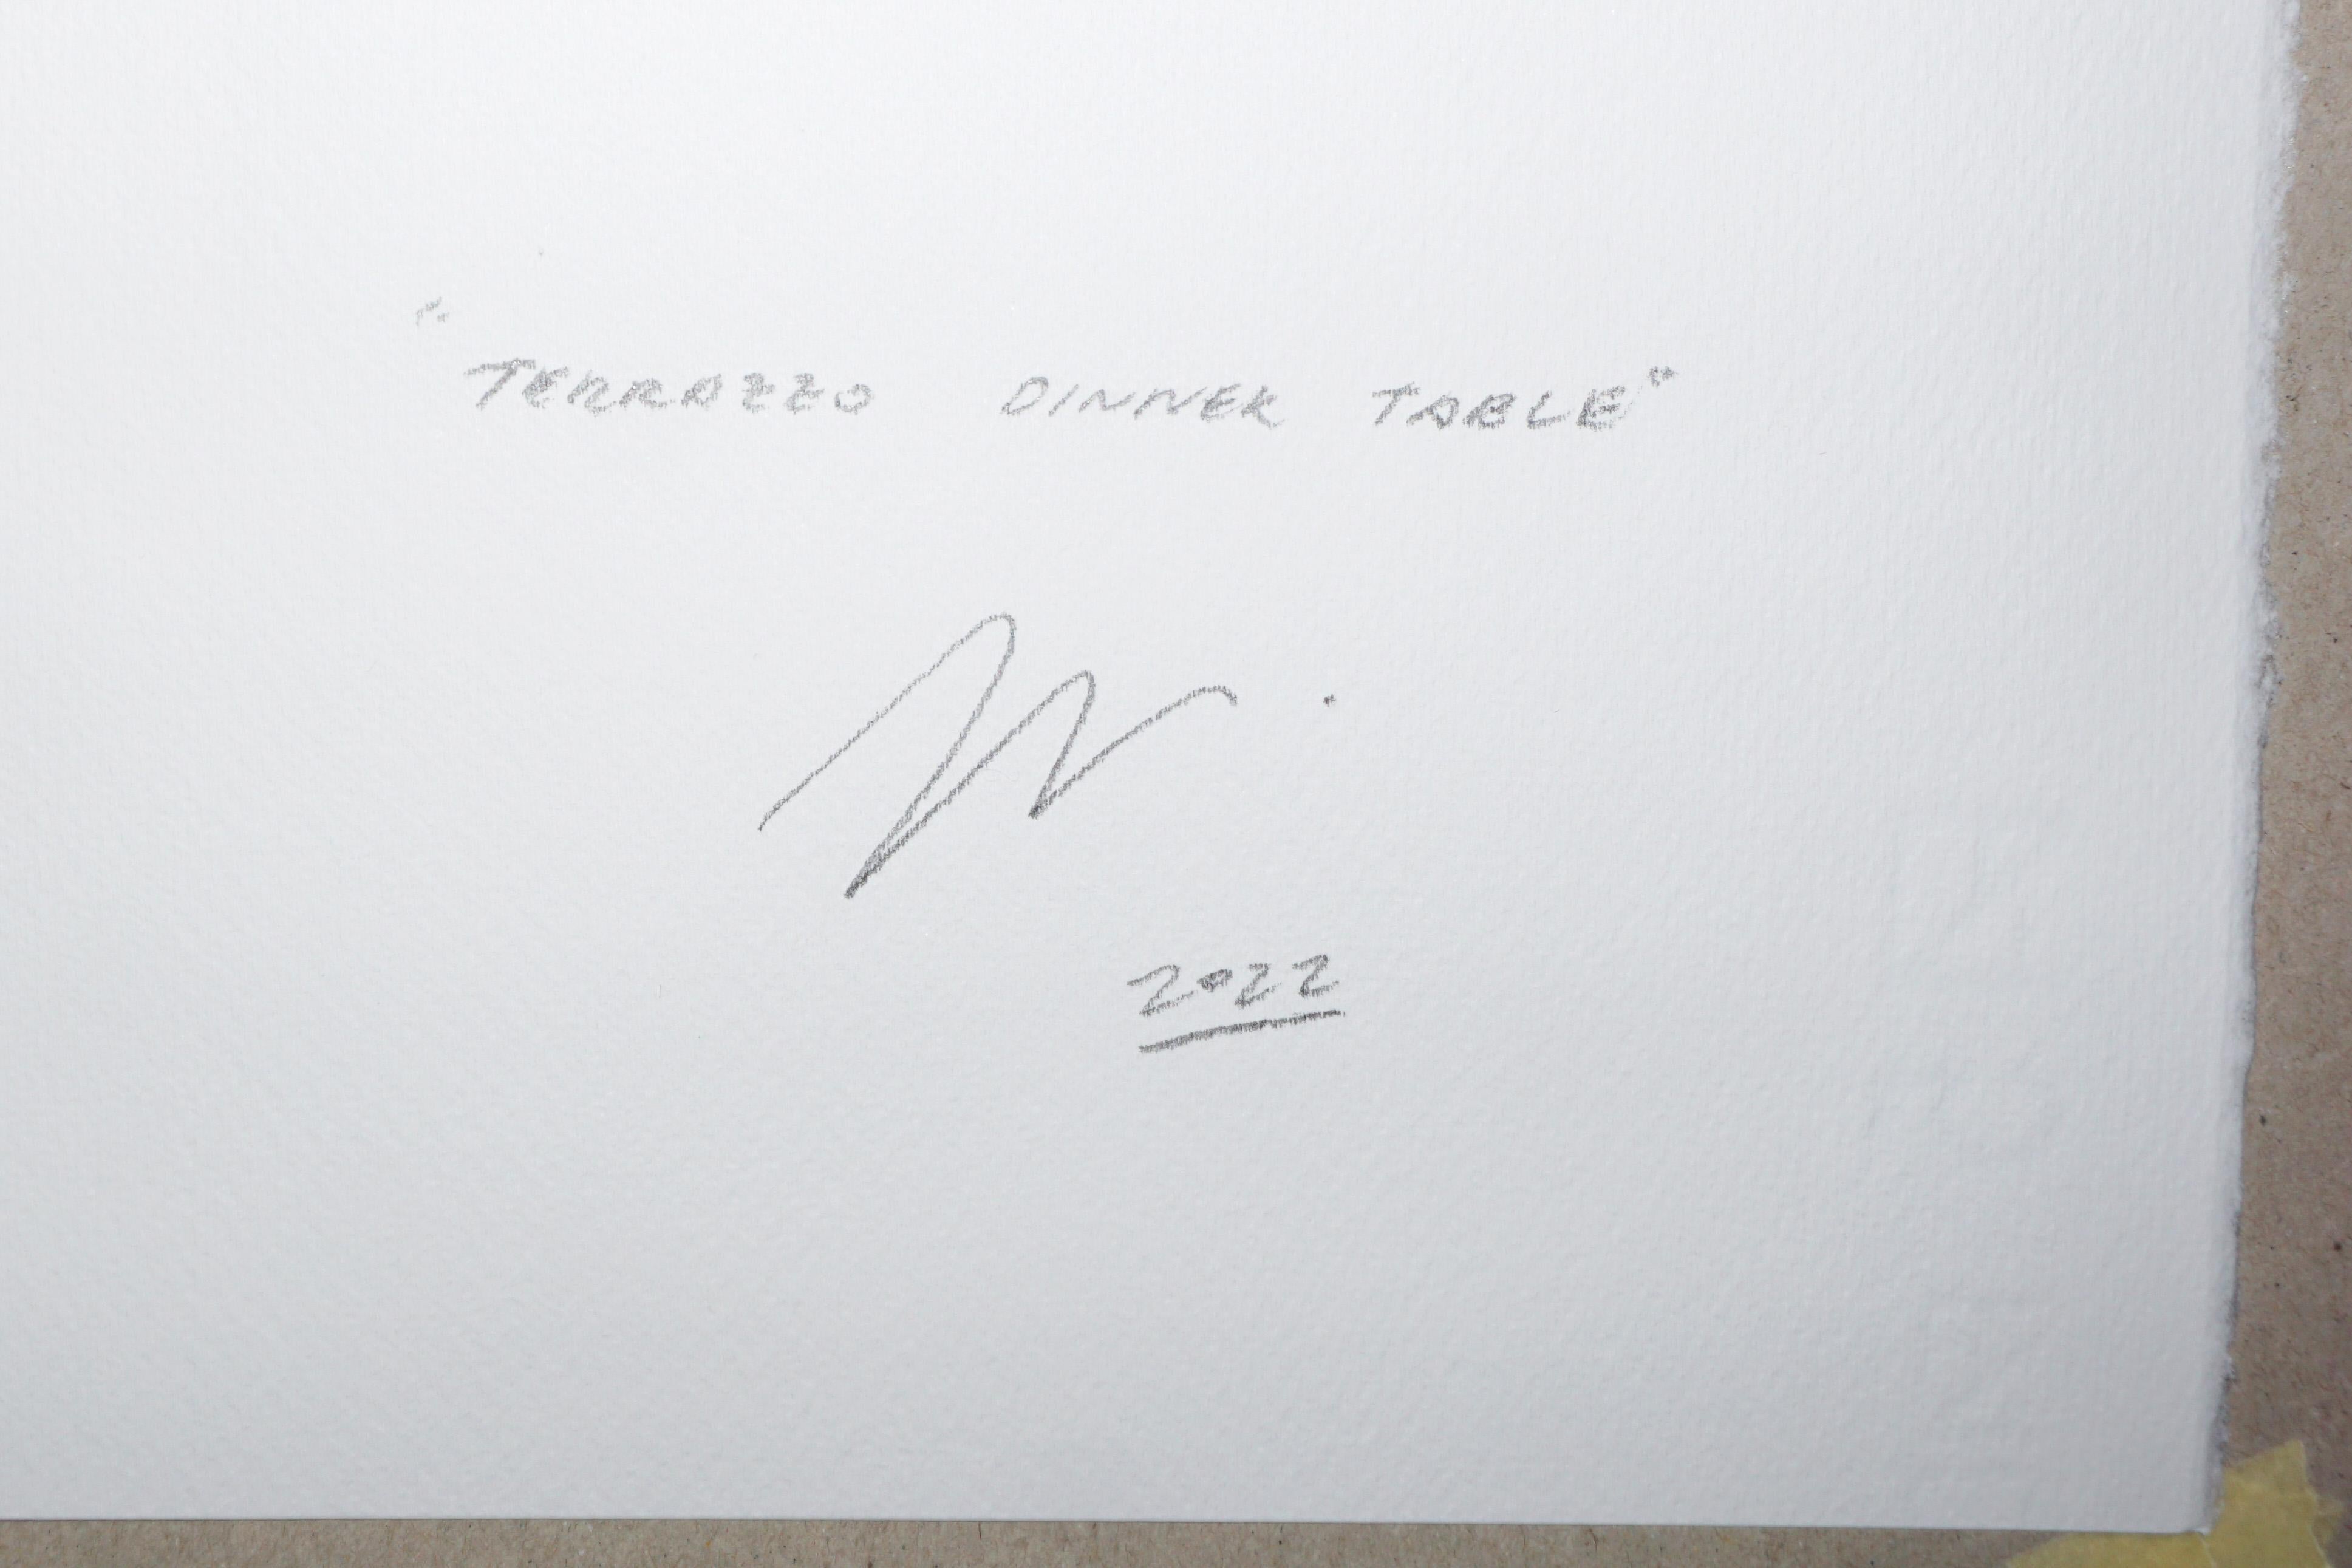 "TERRAZZO DINNER TABLE"
2022